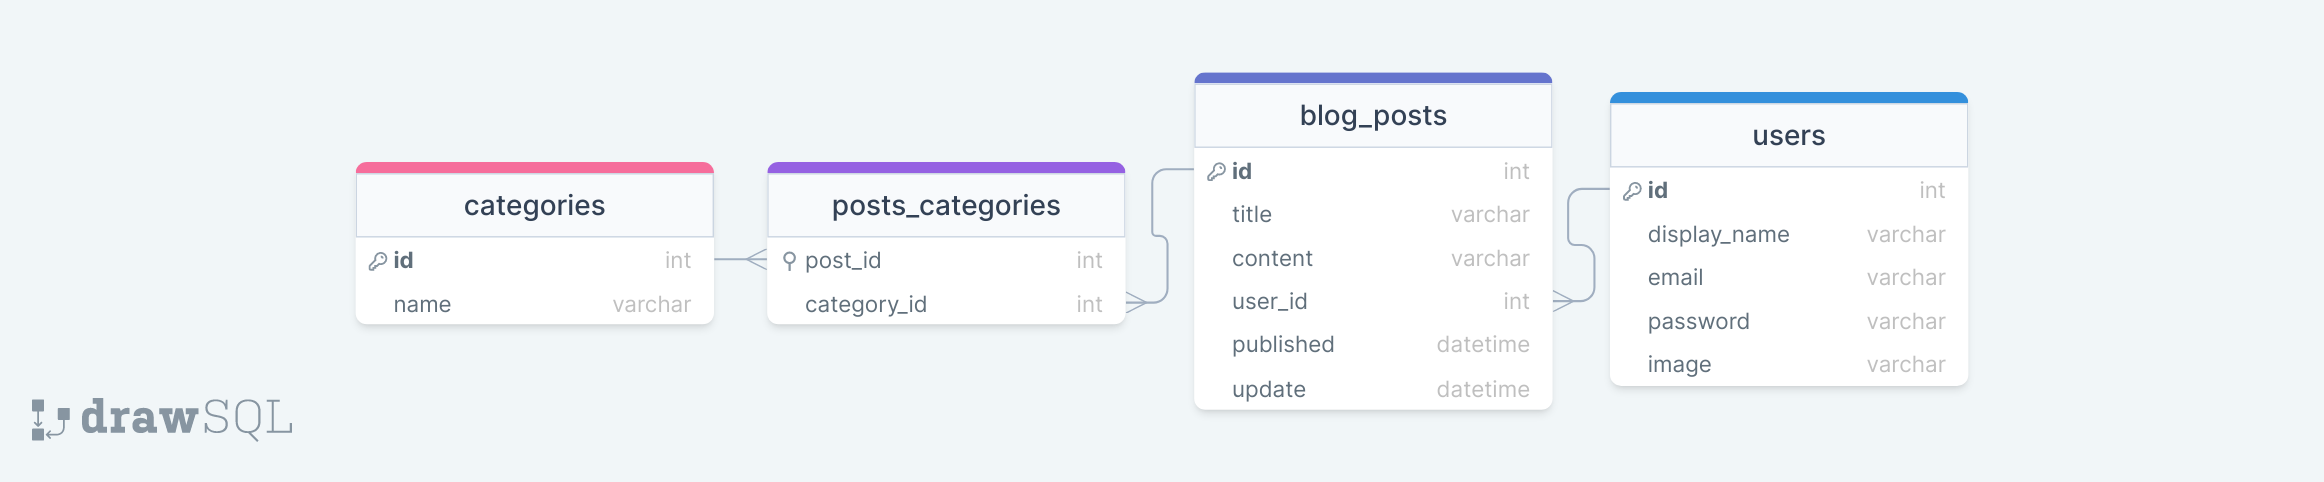 categories
id int
name varchar
posts_categories
post_id int
category_id int
blog_posts
id int
title varchar
content varchar
user_id int
published datetime
update datetime
users
id int
display_name varchar
email varchar
password varchar
image varchar
drawSQL